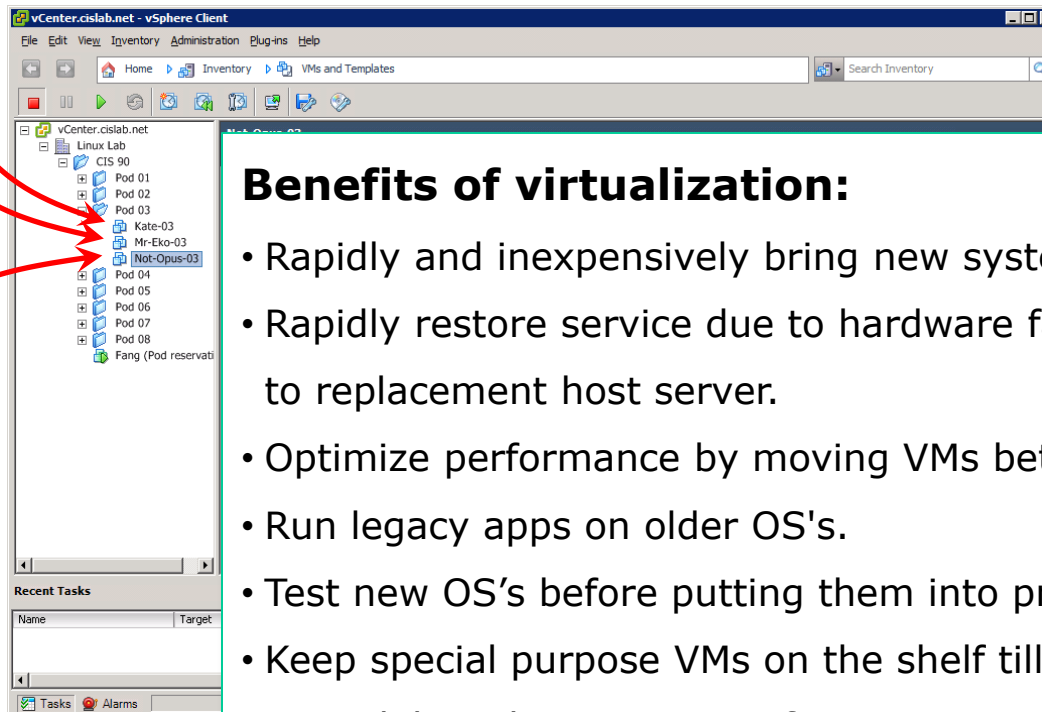 vCenter.cislab.net - vSphere Client
File Edit View Inventory Administration Plug-ins Help
Home Inventory VMs and Templates
Search Inventory
vCenter.cislab.net
Linux Lab
CIS 90
Pod 01
Pod 02
Pod 03
Kate-03
Mr-Eko-03
Not-Opus-03
Pod 04
Pod 05
Pod 06
Pod 07
Pod 08
Fang (Pod reservati
Not-Opus-03
Benefits of virtualization:
• Rapidly and inexpensively bring new syst
• Rapidly restore service due to hardware f
to replacement host server.
• Optimize performance by moving VMs be
• Run legacy apps on older OS's.
• Test new OS’s before putting them into p
• Keep special purpose VMs on the shelf till
Recent Tasks
Name Target
Tasks Alarms